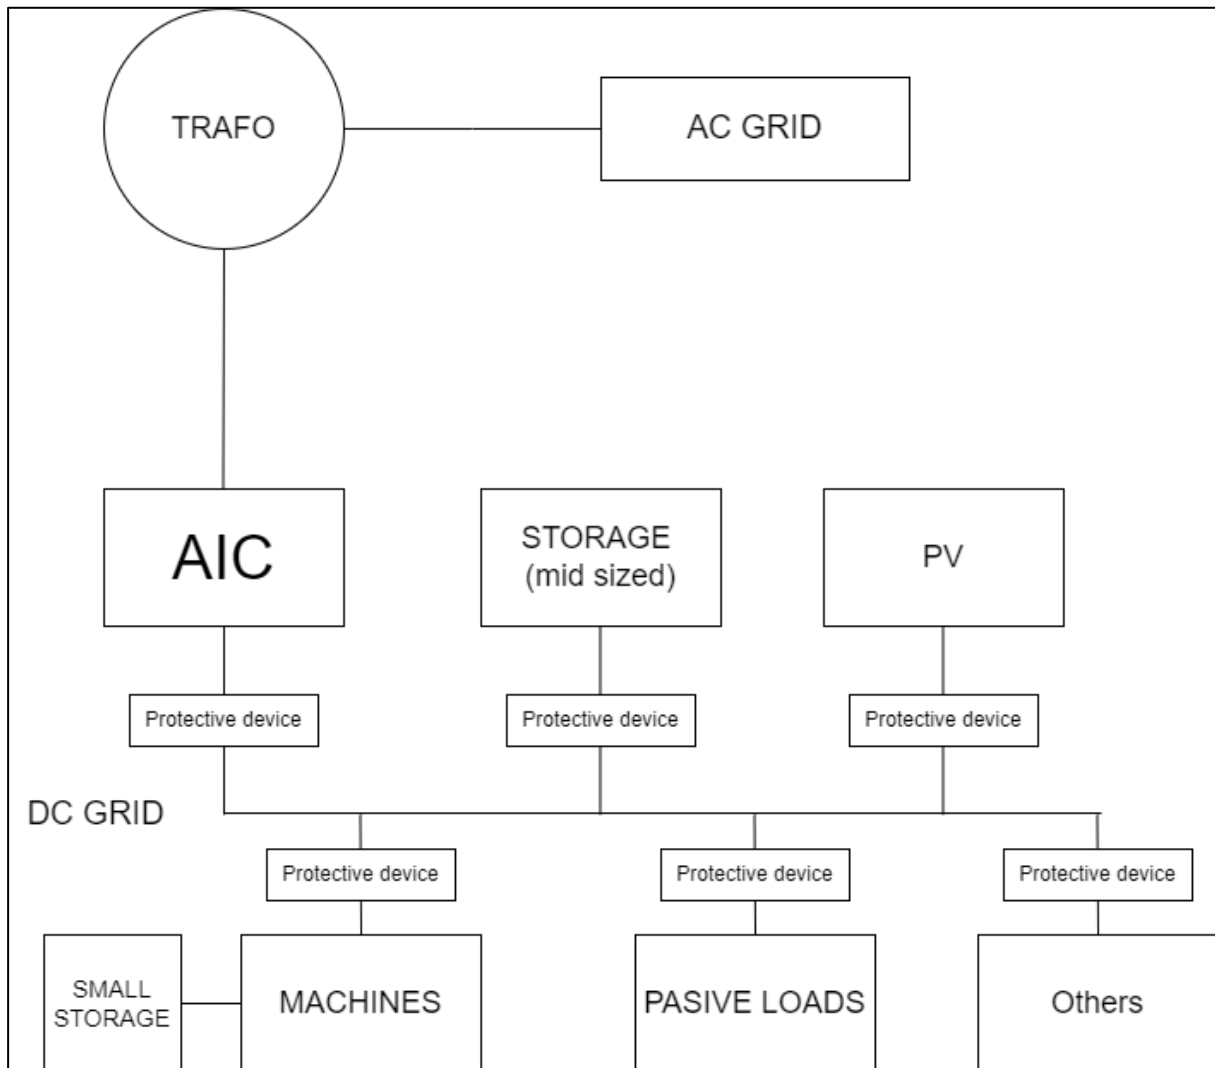 TRAFO
AC GRID
AIC
STORAGE
(mid sized)
PV
Protective device
Protective device
Protective device
DC GRID
Protective device
Protective device
Protective device
SMALL
STORAGE
MACHINES
PASIVE LOADS
Others